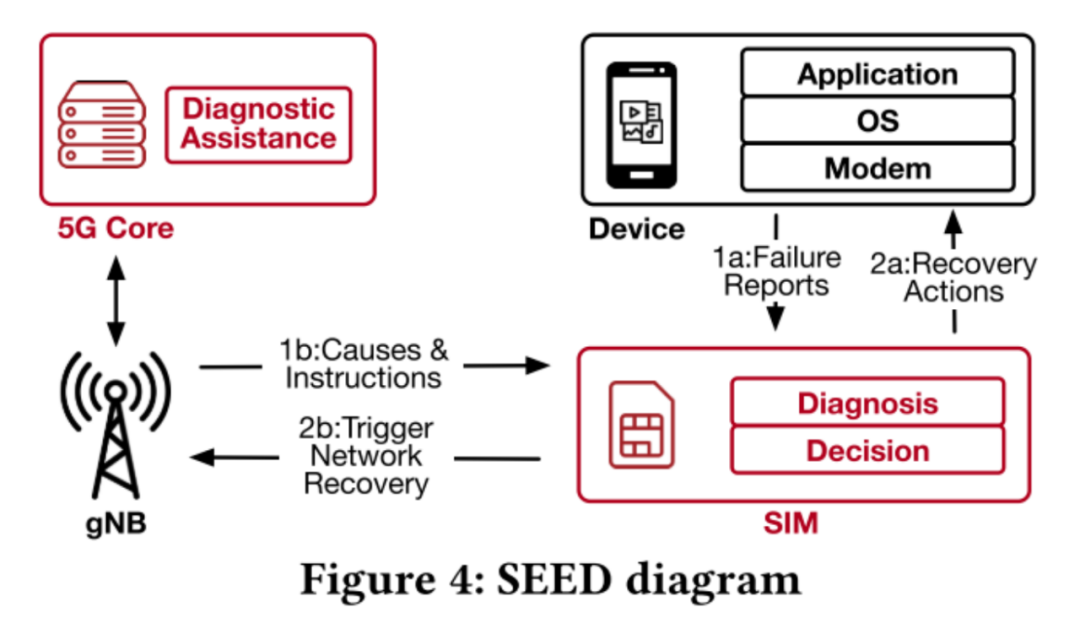 Diagnostic
Assistance
5G Core
Application
OS
Modem
Device
1a:Failure
Reports
2a:Recovery
Actions
1b:Causes &
Instructions
2b:Trigger
Network
Recovery
gNB
Diagnosis
Decision
SIM
Figure 4: SEED diagram